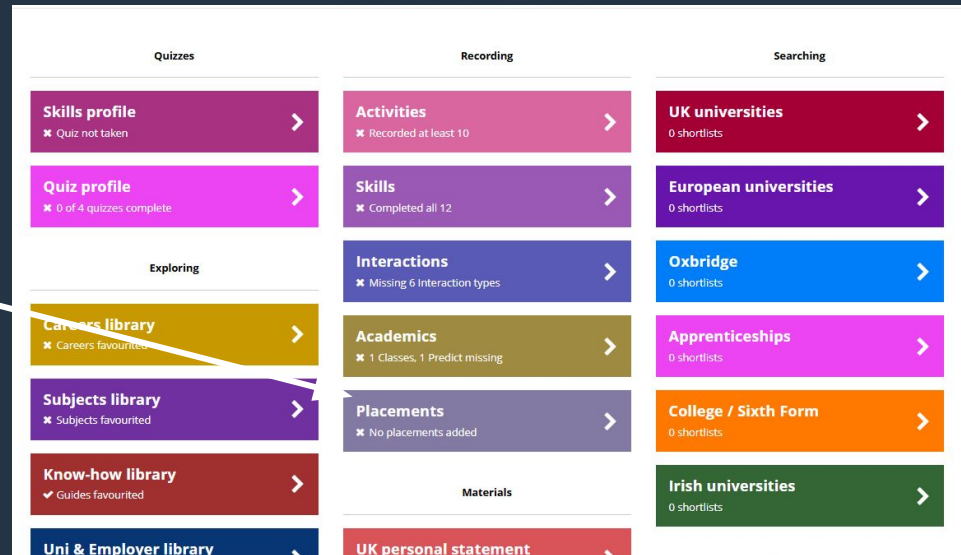 Quizzes
Skills profile
✖ Quiz not taken
Quiz profile
✖ 0 of 4 quizzes complete
Exploring
Careers library
✖ Careers favourited
Subjects library
✖ Subjects favourited
Know-how library
✔ Guides favourited
Uni & Employer library
Recording
Activities
✖ Recorded at least 10
Skills
✖ Completed all 12
Interactions
✖ Missing 6 Interaction types
Academics
✖ 1 Classes, 1 Predict missing
Placements
✖ No placements added
Materials
UK personal statement
Searching
UK universities
0 shortlists
European universities
0 shortlists
Oxbridge
0 shortlists
Apprenticeships
0 shortlists
College / Sixth Form
0 shortlists
Irish universities
0 shortlists